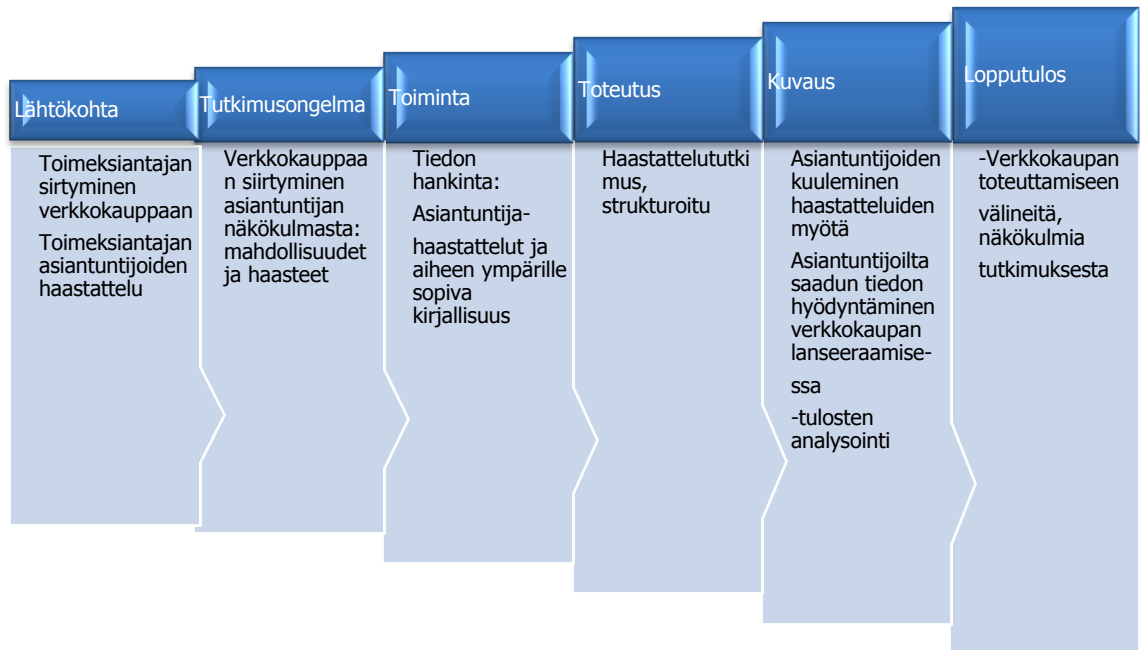 Lähtökohta
Toimeksiantajan
sirtyminen
verkkokauppaan
Toimeksiantajan
asiantuntijoiden
haastattelu
Tutkimusongelma
Verkkokauppaa
n siirtyminen
asiantuntijan
näkökulmasta:
mahdollisuudet
ja haasteet
Toiminta
Tiedon
hankinta:
Asiantuntija-
haastattelut ja
aiheen ympärille
sopiva
kirjallisuus
Toteutus
Haastattelututki
mus,
strukturoitu
Kuvaus
Asiantuntijoiden
kuuleminen
haastatteluiden
myötä
Asiantuntijoilta
saadun tiedon
hyödyntäminen
verkkokaupan
lanseeraamise-
ssa
-tulosten
analysointi
Lopputulos
-Verkkokaupan
toteuttamiseen
välineitä,
näkökulmia
tutkimuksesta